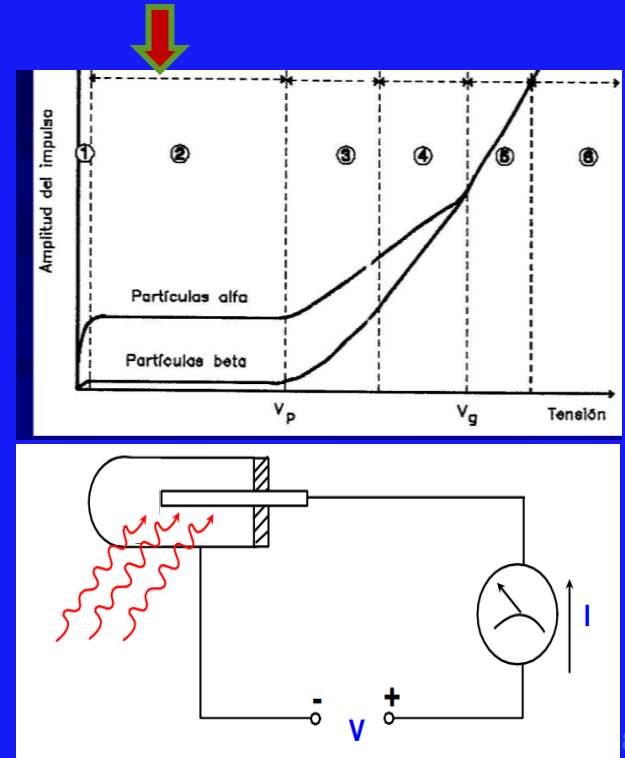 Amplitud del impulso
① ② ③ ④ ⑤ ⑥
Partículas alfa
Partículas beta
Vp Vg Tensión
I
- +
V